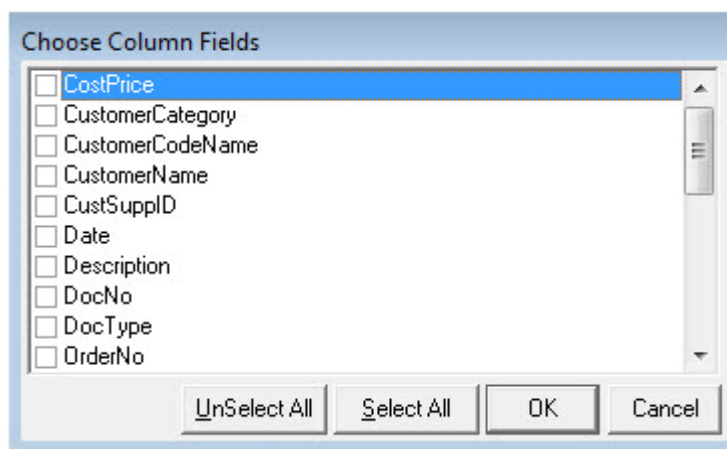 Choose Column Fields
CostPrice
CustomerCategory
CustomerCodeName
CustomerName
CustSuppID
Date
Description
DocNo
DocType
OrderNo
UnSelect All Select All OK Cancel